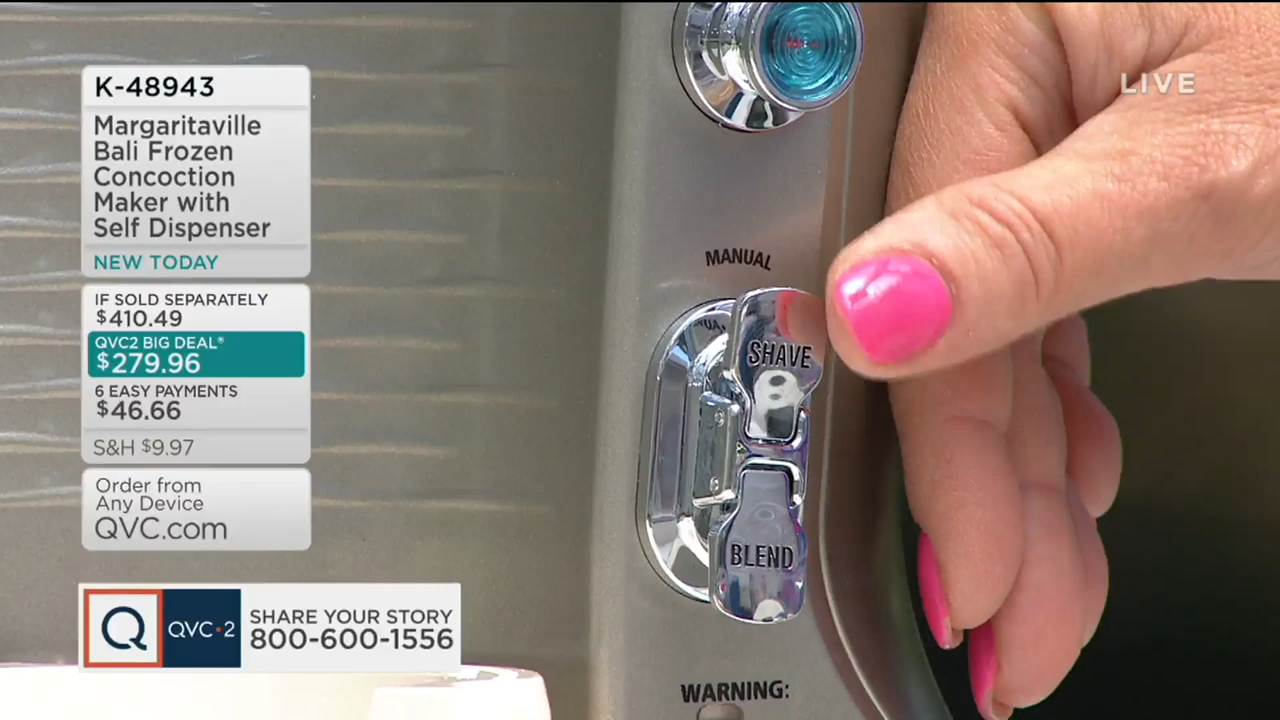 K-48943
Margaritaville
Bali Frozen
Concoction
Maker with
Self Dispenser
NEW TODAY
IF SOLD SEPARATELY
$410.49
QVC2 BIG DEAL®
$279.96
6 EASY PAYMENTS
$46.66
S&H $9.97
Order from
Any Device
QVC.com
Q QVC•2
SHARE YOUR STORY
800-600-1556
LIVE
MANUAL
SHAVE
BLEND
WARNING: